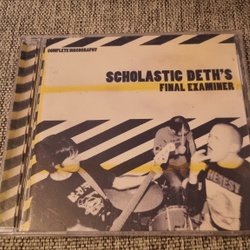 COMPLETE DISCOGRAPHY
SCHOLASTIC DETH'S
FINAL EXAMINER